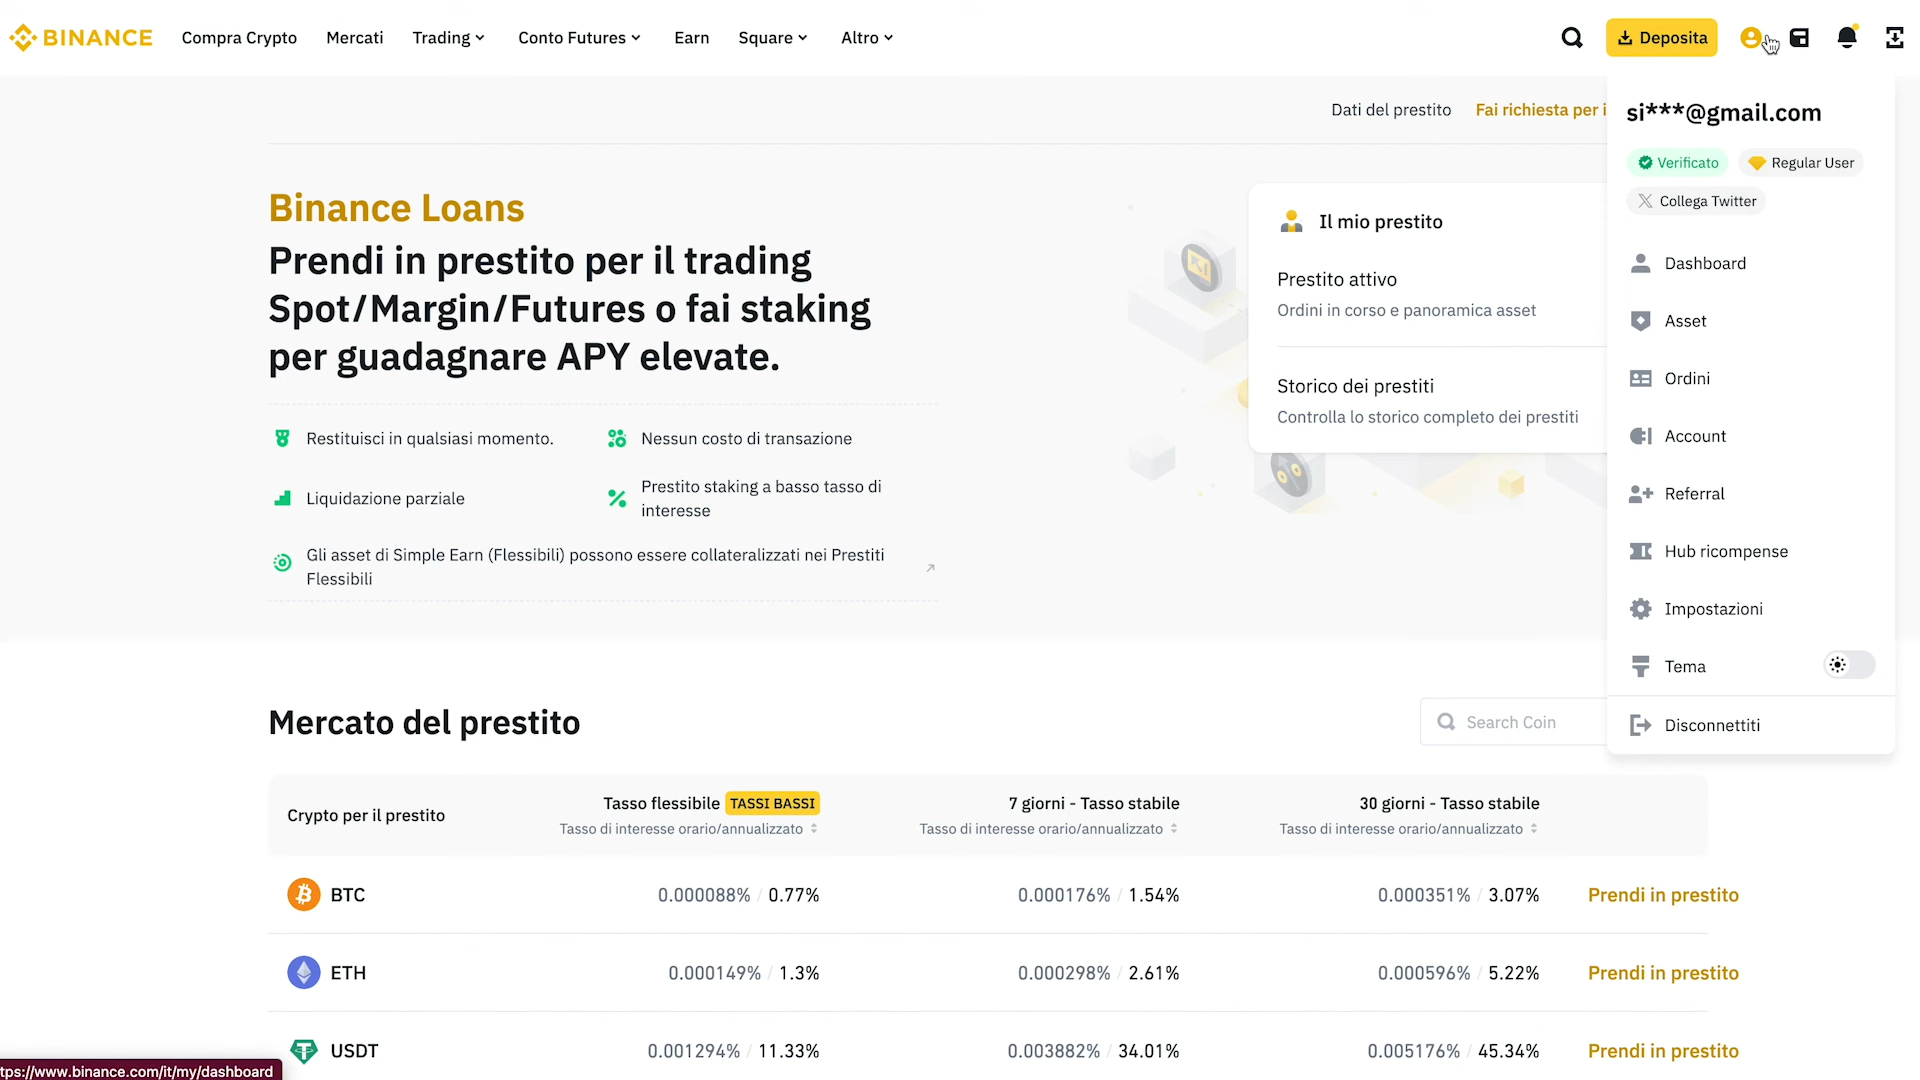 BINANCE
Compra Crypto
Mercati
Trading
Conto Futures
Earn
Square
Altro
Deposita
Dati del prestito
Fai richiesta per i
si***@gmail.com
Verificato
Regular User
Collega Twitter
Dashboard
Asset
Ordini
Account
Referral
Hub ricompense
Impostazioni
Tema
Disconnettiti
Binance Loans
Prendi in prestito per il trading
Spot/Margin/Futures o fai staking
per guadagnare APY elevate.
Restituisci in qualsiasi momento.
Nessun costo di transazione
Liquidazione parziale
Prestito staking a basso tasso di
interesse
Gli asset di Simple Earn (Flessibili) possono essere collateralizzati nei Prestiti
Flessibili
Il mio prestito
Prestito attivo
Ordini in corso e panoramica asset
Storico dei prestiti
Controlla lo storico completo dei prestiti
Mercato del prestito
Search Coin
Crypto per il prestito
Tasso flessibile TASSI BASSI
Tasso di interesse orario/annualizzato
7 giorni - Tasso stabile
Tasso di interesse orario/annualizzato
30 giorni - Tasso stabile
Tasso di interesse orario/annualizzato
BTC 0.000088% / 0.77% 0.000176% / 1.54% 0.000351% / 3.07% Prendi in prestito
ETH 0.000149% / 1.3% 0.000298% / 2.61% 0.000596% / 5.22% Prendi in prestito
USDT 0.001294% / 11.33% 0.003882% / 34.01% 0.005176% / 45.34% Prendi in prestito
tps://www.binance.com/it/my/dashboard